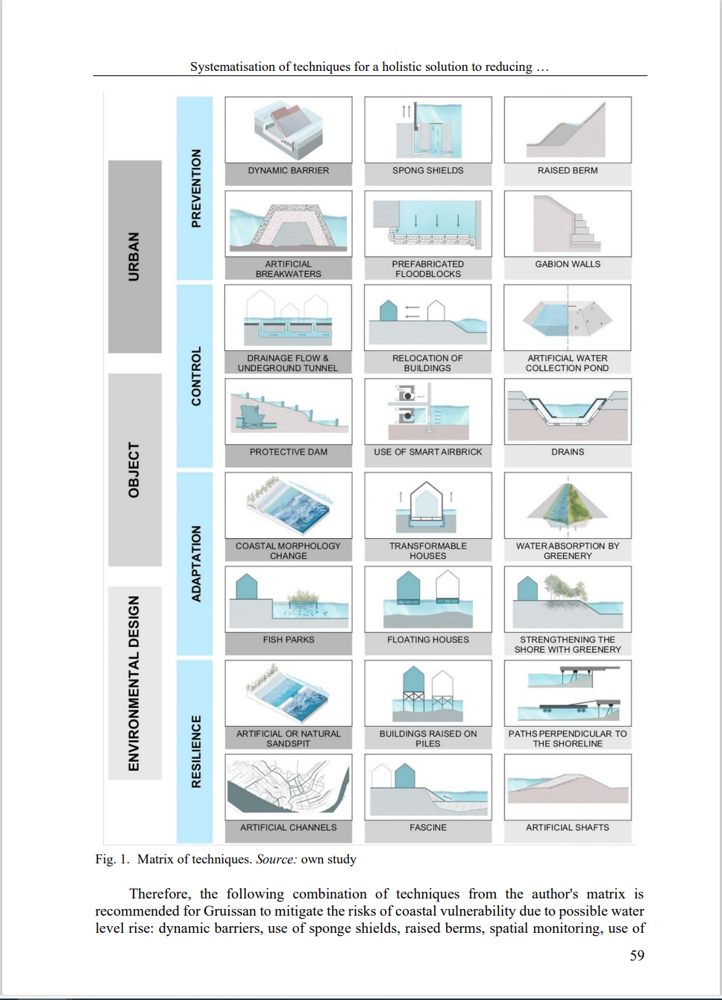 Systematisation of techniques for a holistic solution to reducing …
URBAN
OBJECT
ENVIRONMENTAL DESIGN
PREVENTION
DYNAMIC BARRIER
SPONG SHIELDS
RAISED BERM
ARTIFICIAL
BREAKWATERS
PREFABRICATED
FLOODBLOCKS
GABION WALLS
CONTROL
DRAINAGE FLOW &
UNDEGROUND TUNNEL
RELOCATION OF
BUILDINGS
ARTIFICIAL WATER
COLLECTION POND
PROTECTIVE DAM
USE OF SMART AIRBRICK
DRAINS
ADAPTATION
COASTAL MORPHOLOGY
CHANGE
TRANSFORMABLE
HOUSES
WATER ABSORPTION BY
GREENERY
FISH PARKS
FLOATING HOUSES
STRENGTHENING THE
SHORE WITH GREENERY
RESILIENCE
ARTIFICIAL OR NATURAL
SANDSPIT
BUILDINGS RAISED ON
PILES
PATHS PERPENDICULAR TO
THE SHORELINE
ARTIFICIAL CHANNELS
FASCINE
ARTIFICIAL SHAFTS
Fig. 1. Matrix of techniques. Source: own study
Therefore, the following combination of techniques from the author's matrix is
recommended for Gruissan to mitigate the risks of coastal vulnerability due to possible water
level rise: dynamic barriers, use of sponge shields, raised berms, spatial monitoring, use of
59